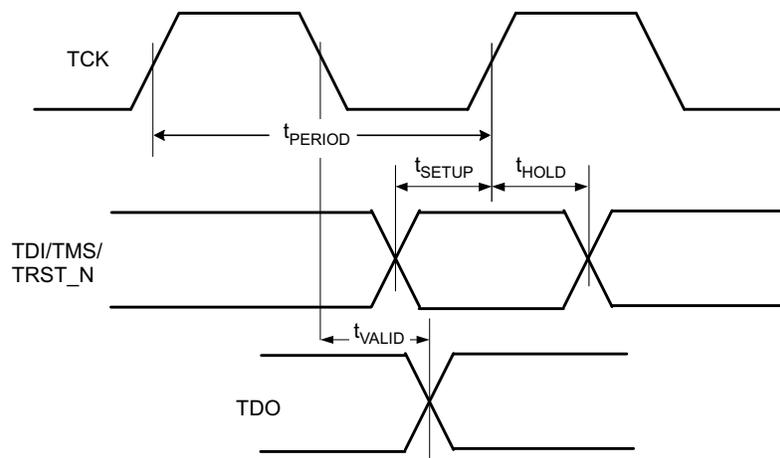 TCK
tPERIOD
tSETUP
tHOLD
TDI/TMS/
TRST_N
tVALID
TDO